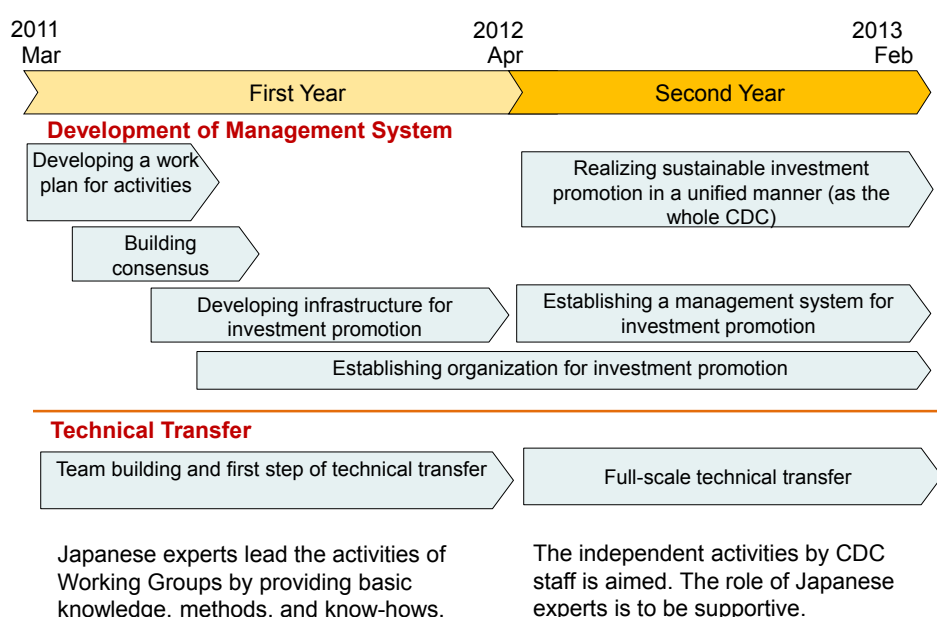 2011
Mar
2012
Apr
2013
Feb
First Year
Second Year
Development of Management System
Developing a work
plan for activities
Realizing sustainable investment
promotion in a unified manner (as the
whole CDC)
Building
consensus
Developing infrastructure for
investment promotion
Establishing a management system for
investment promotion
Establishing organization for investment promotion
Technical Transfer
Team building and first step of technical transfer
Full-scale technical transfer
Japanese experts lead the activities of
Working Groups by providing basic
knowledge, methods, and know-hows.
The independent activities by CDC
staff is aimed. The role of Japanese
experts is to be supportive.